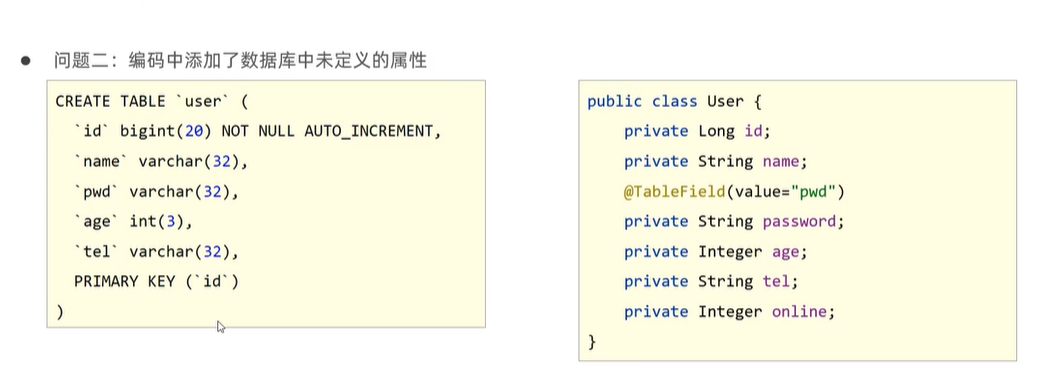 ● 问题二：编码中添加了数据库中未定义的属性
CREATE TABLE `user` (
`id` bigint(20) NOT NULL AUTO_INCREMENT,
`name` varchar(32),
`pwd` varchar(32),
`age` int(3),
`tel` varchar(32),
PRIMARY KEY (`id`)
)
public class User {
private Long id;
private String name;
@TableField(value="pwd")
private String password;
private Integer age;
private String tel;
private Integer online;
}